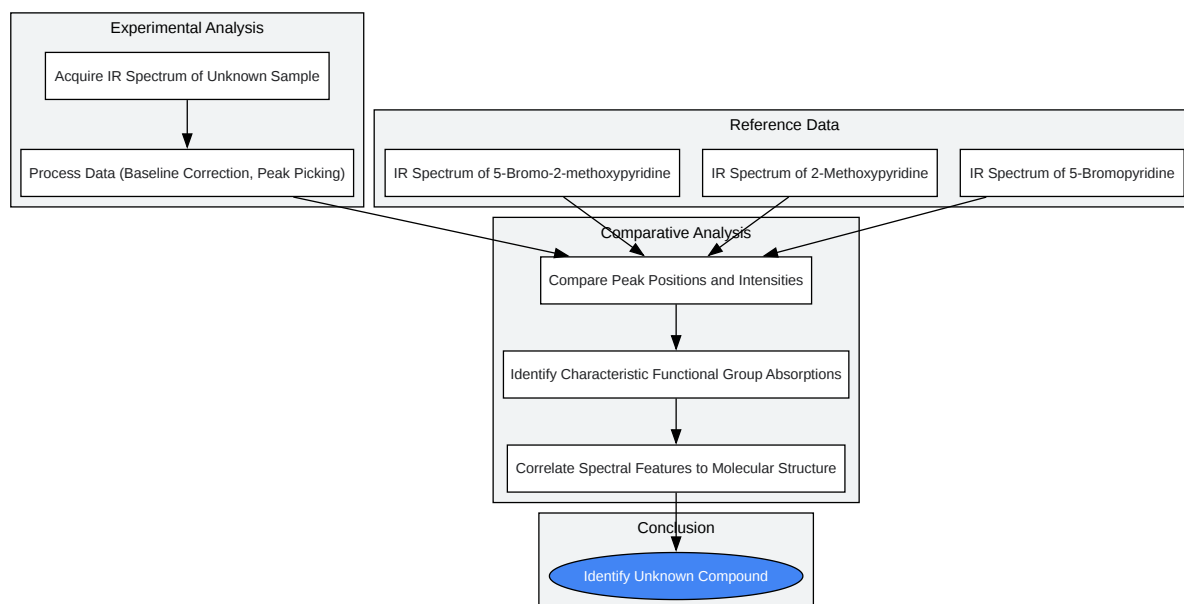 Experimental Analysis
Acquire IR Spectrum of Unknown Sample
Process Data (Baseline Correction, Peak Picking)
Reference Data
IR Spectrum of 5-Bromo-2-methoxypyridine
IR Spectrum of 2-Methoxypyridine
IR Spectrum of 5-Bromopyridine
Comparative Analysis
Compare Peak Positions and Intensities
Identify Characteristic Functional Group Absorptions
Correlate Spectral Features to Molecular Structure
Conclusion
Identify Unknown Compound